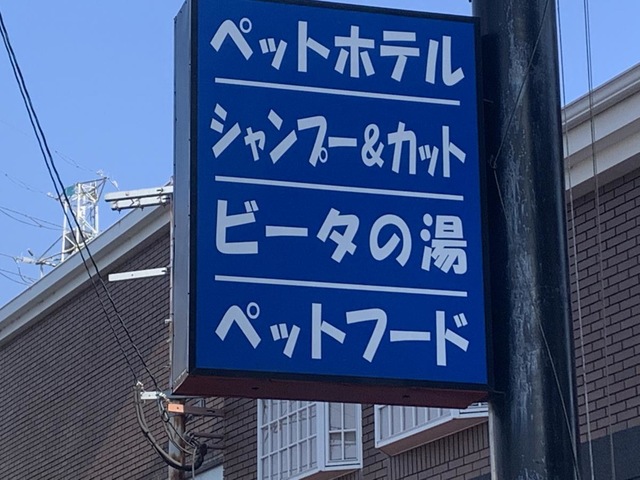 ペットホテル
シャンプー&カット
ビータの湯
ペットフード